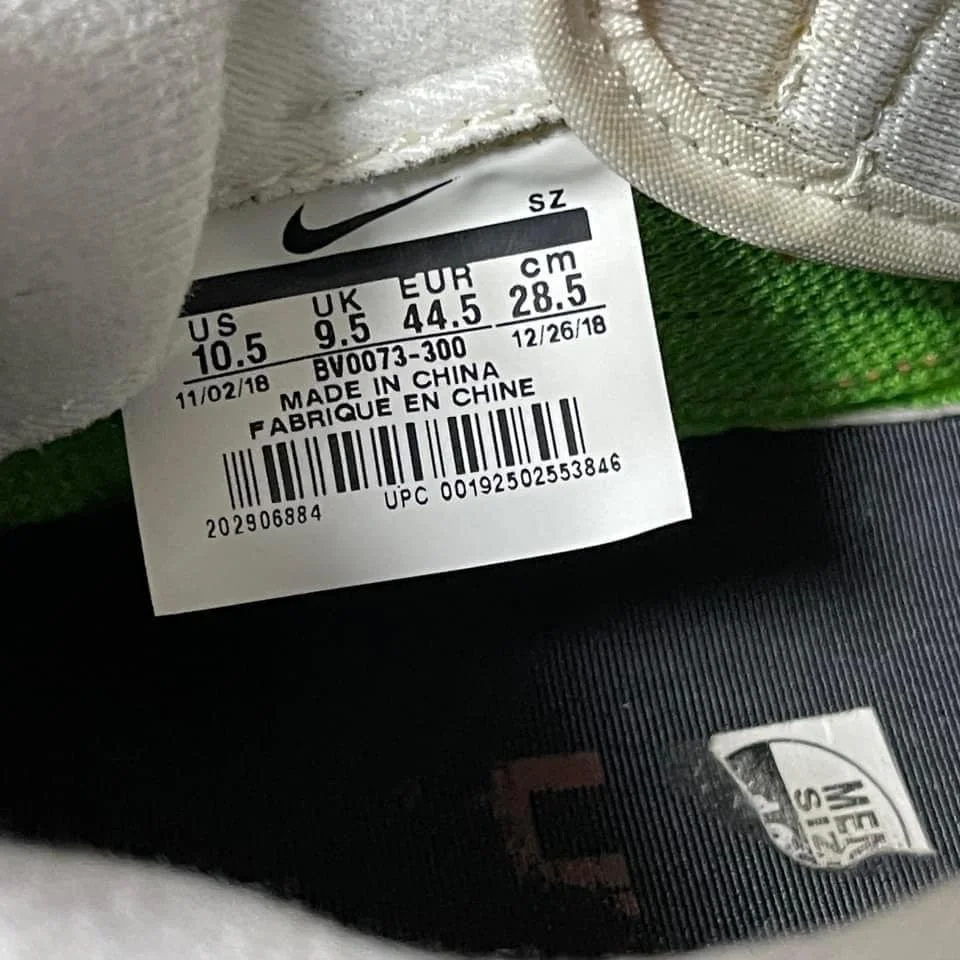 SZ
US UK EUR cm
10.5 9.5 44.5 28.5
11/02/18 BV0073-300 12/26/18
MADE IN CHINA
FABRIQUE EN CHINE
202906884 UPC 00192502553846